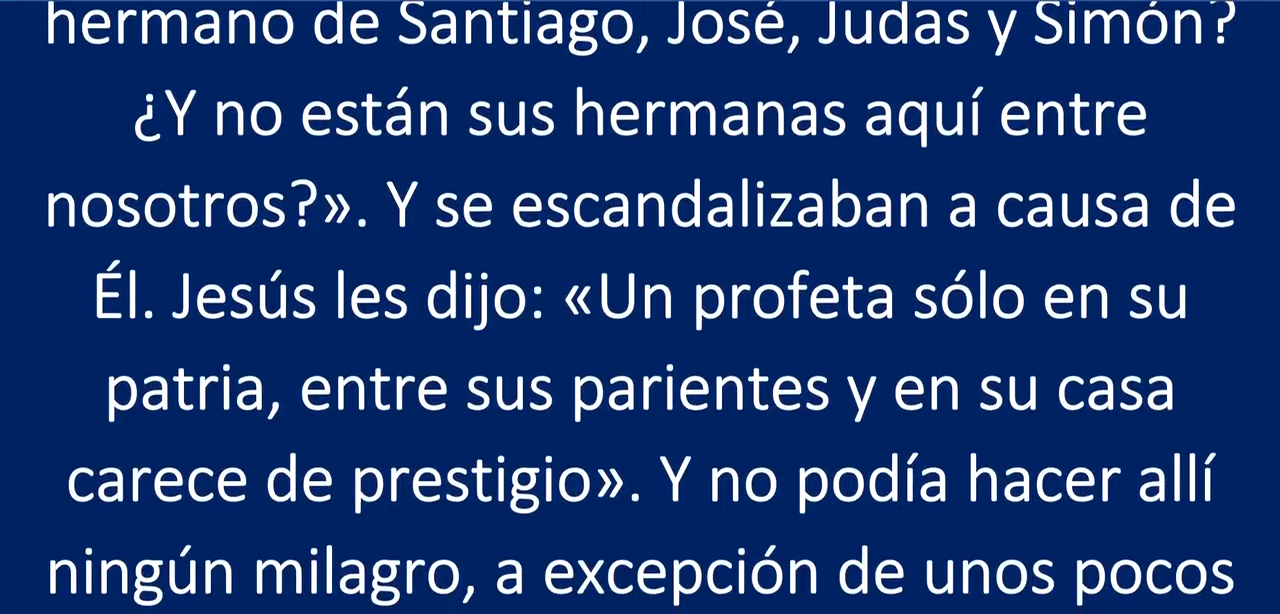 hermano de Santiago, José, Judas y Simón?
¿Y no están sus hermanas aquí entre
nosotros?». Y se escandalizaban a causa de
Él. Jesús les dijo: «Un profeta sólo en su
patria, entre sus parientes y en su casa
carece de prestigio». Y no podía hacer allí
ningún milagro, a excepción de unos pocos